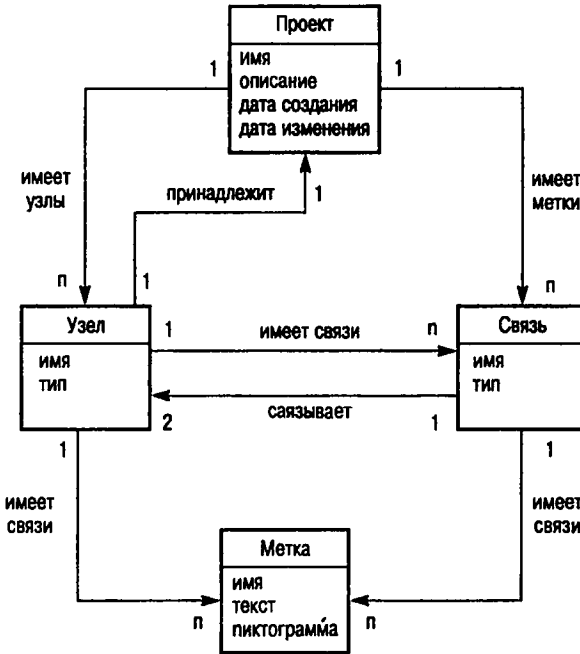 Проект
имя
описание
дата создания
дата изменения
1
1
имеет
узлы
принадлежит
1
имеет
метки
n
1
n
Узел
имя
тип
1
имеет связи
n
Связь
имя
тип
саязывает
2
1
1
1
имеет
связи
имеет
связи
Метка
имя
текст
пиктограмма
n
n